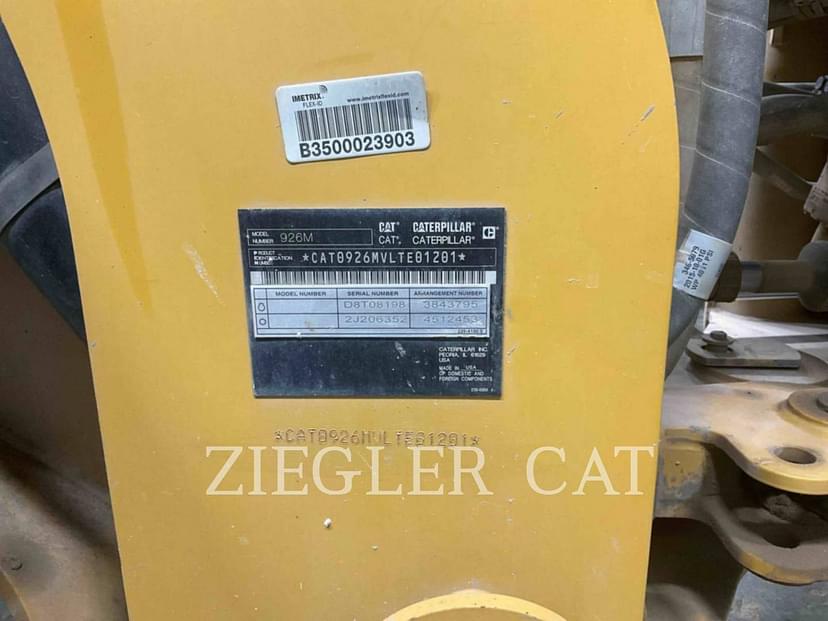 IMETRIX
FLEX-ID
www.imetrixflexid.com
B3500023903
MODEL NUMBER 926M CAT CATERPILLAR
CAT CATERPILLAR
PRODUCT IDENTIFICATION NUMBER *CAT0926MVLTE01201*
MODEL NUMBER SERIAL NUMBER ARRANGEMENT NUMBER
D8T08198 3843795
2J206352 4512453
CATERPILLAR INC.
PEORIA, IL 61629
USA
MADE IN USA
OF DOMESTIC AND
FOREIGN COMPONENTS
*CAT0926MVLTE01201*
ZIEGLER CAT